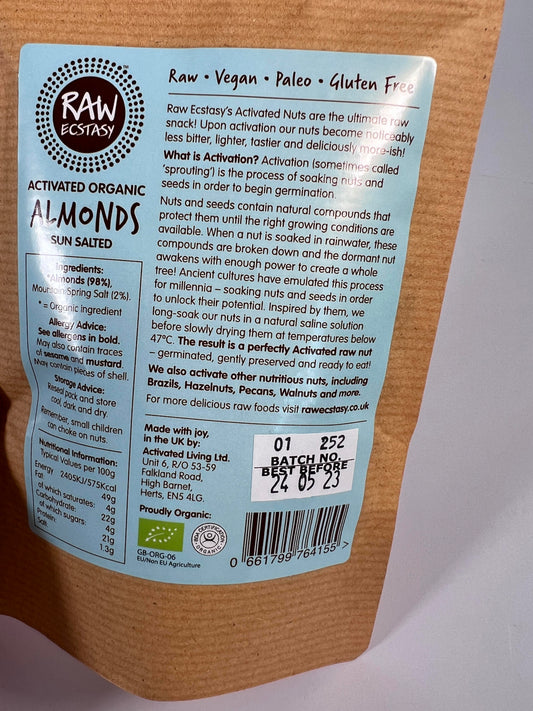 RAW
ECSTASY
ACTIVATED ORGANIC
ALMONDS
SUN SALTED
Ingredients:
*Almonds (98%),
Mountain Spring Salt (2%).
* = Organic ingredient
Allergy Advice:
See allergens in bold.
May also contain traces
of sesame and mustard.
May contain pieces of shell.
Storage Advice:
Reseal pack and store
cool, dark and dry.
Remember, small children
can choke on nuts.
Nutritional Information:
Typical Values per 100g
Energy 2405KJ/575Kcal
Fat: 49g
of which saturates: 4g
Carbohydrate: 22g
of which sugars: 4g
Protein: 21g
Salt: 1.3g
Raw • Vegan • Paleo • Gluten Free
Raw Ecstasy's Activated Nuts are the ultimate raw
snack! Upon activation our nuts become noticeably
less bitter, lighter, tastier and deliciously more-ish!
What is Activation? Activation (sometimes called
'sprouting') is the process of soaking nuts and
seeds in order to begin germination.
Nuts and seeds contain natural compounds that
protect them until the right growing conditions are
available. When a nut is soaked in rainwater, these
compounds are broken down and the dormant nut
awakens with enough power to create a whole
tree! Ancient cultures have emulated this process
for millennia – soaking nuts and seeds in order
to unlock their potential. Inspired by them, we
long-soak our nuts in a natural saline solution
before slowly drying them at temperatures below
47°C. The result is a perfectly Activated raw nut
– germinated, gently preserved and ready to eat!
We also activate other nutritious nuts, including
Brazils, Hazelnuts, Pecans, Walnuts and more.
For more delicious raw foods visit rawecstasy.co.uk
Made with joy,
in the UK by:
Activated Living Ltd.
Unit 6, R/O 53-59
Falkland Road,
High Barnet,
Herts, EN5 4LG.
01 252
BATCH NO.
BEST BEFORE
24 05 23
Proudly Organic:
GB-ORG-06
EU/Non EU Agriculture
ORGANIC
0 661799 764155 >